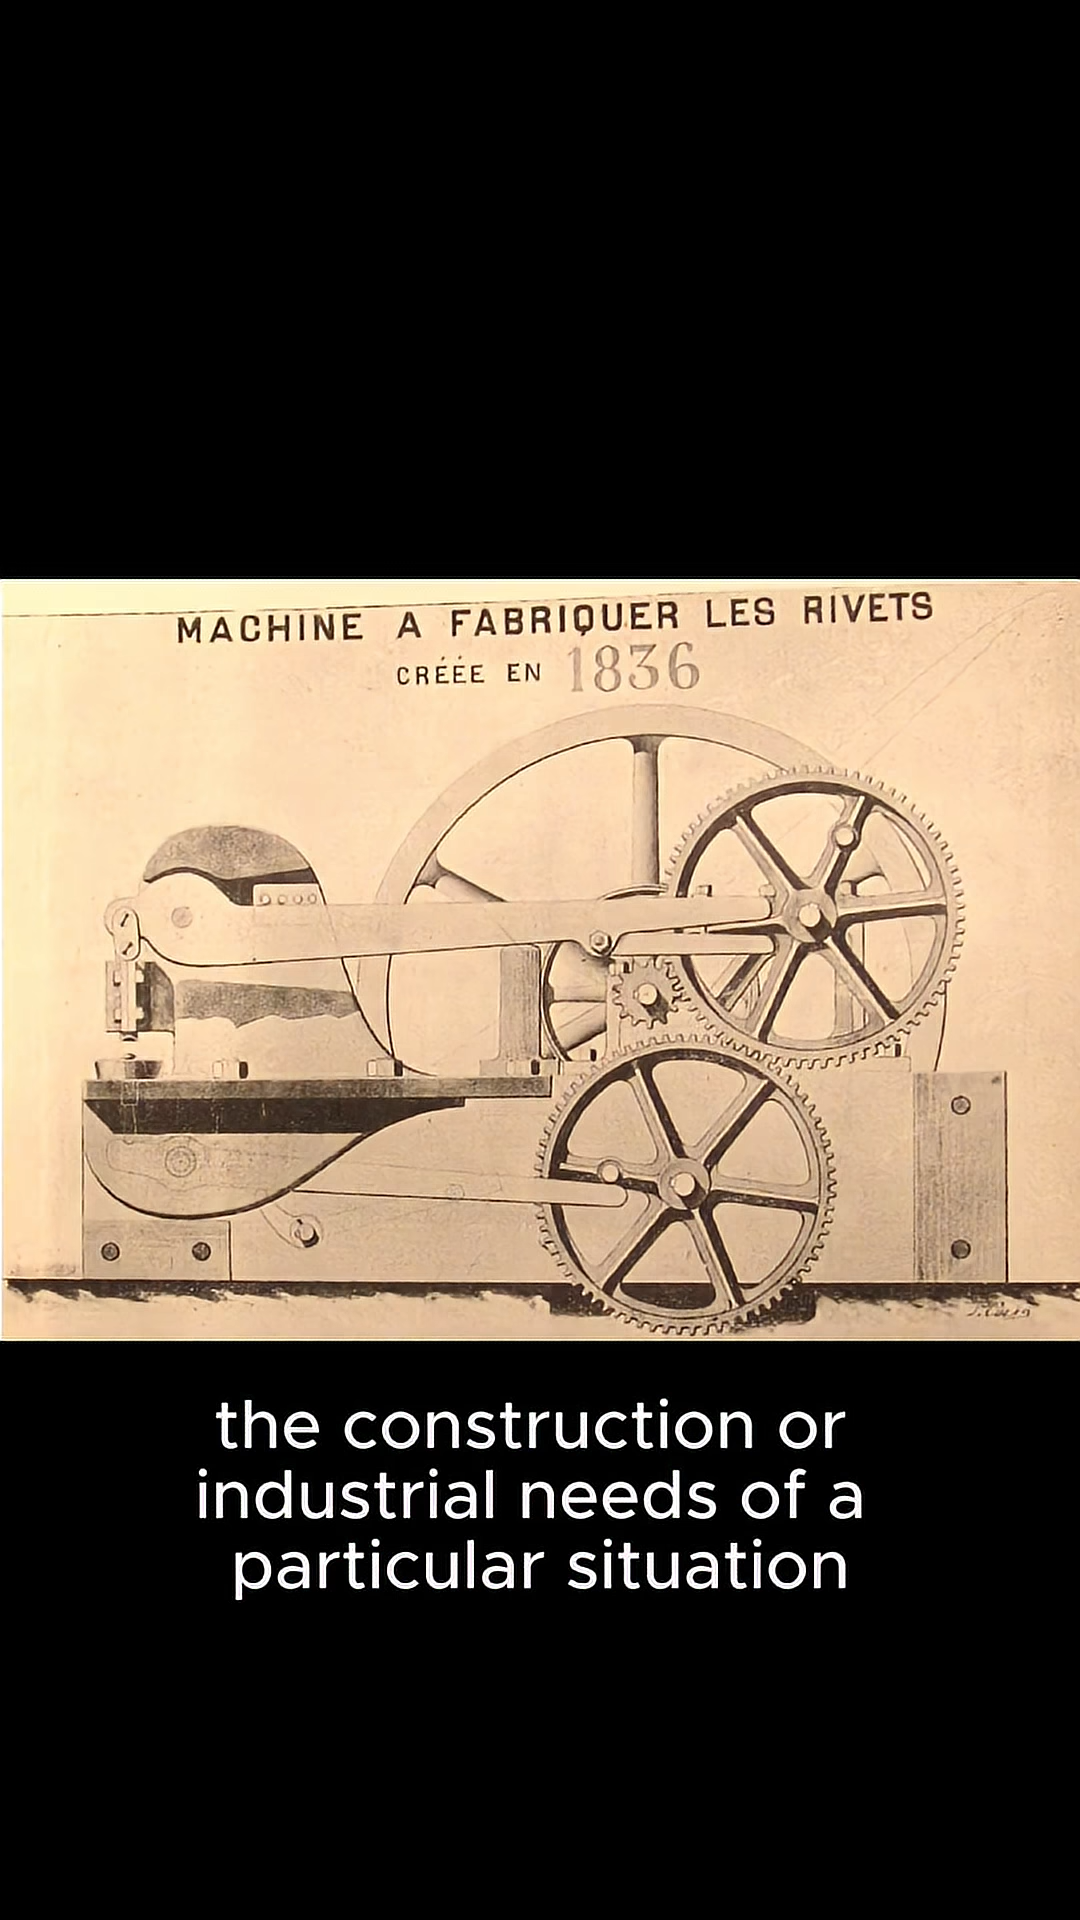 MACHINE A FABRIQUER LES RIVETS
CRÉÉE EN 1836
the construction or
industrial needs of a
particular situation